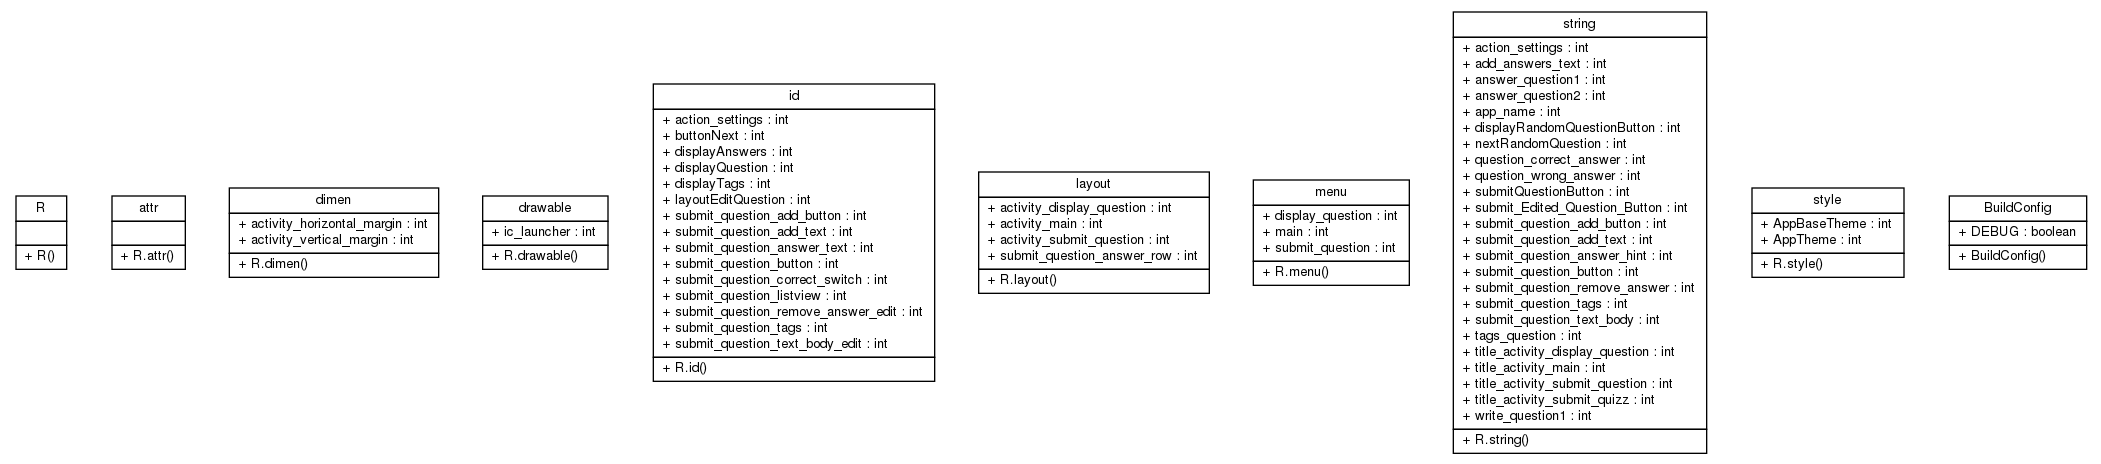 R
+ R()
attr
+ R.attr()
dimen
+ activity_horizontal_margin : int
+ activity_vertical_margin : int
+ R.dimen()
drawable
+ ic_launcher : int
+ R.drawable()
id
+ action_settings : int
+ buttonNext : int
+ displayAnswers : int
+ displayQuestion : int
+ displayTags : int
+ layoutEditQuestion : int
+ submit_question_add_button : int
+ submit_question_add_text : int
+ submit_question_answer_text : int
+ submit_question_button : int
+ submit_question_correct_switch : int
+ submit_question_listview : int
+ submit_question_remove_answer_edit : int
+ submit_question_tags : int
+ submit_question_text_body_edit : int
+ R.id()
layout
+ activity_display_question : int
+ activity_main : int
+ activity_submit_question : int
+ submit_question_answer_row : int
+ R.layout()
menu
+ display_question : int
+ main : int
+ submit_question : int
+ R.menu()
string
+ action_settings : int
+ add_answers_text : int
+ answer_question1 : int
+ answer_question2 : int
+ app_name : int
+ displayRandomQuestionButton : int
+ nextRandomQuestion : int
+ question_correct_answer : int
+ question_wrong_answer : int
+ submitQuestionButton : int
+ submit_Edited_Question_Button : int
+ submit_question_add_button : int
+ submit_question_add_text : int
+ submit_question_answer_hint : int
+ submit_question_button : int
+ submit_question_remove_answer : int
+ submit_question_tags : int
+ submit_question_text_body : int
+ tags_question : int
+ title_activity_display_question : int
+ title_activity_main : int
+ title_activity_submit_question : int
+ title_activity_submit_quizz : int
+ write_question1 : int
+ R.string()
style
+ AppBaseTheme : int
+ AppTheme : int
+ R.style()
BuildConfig
+ DEBUG : boolean
+ BuildConfig()